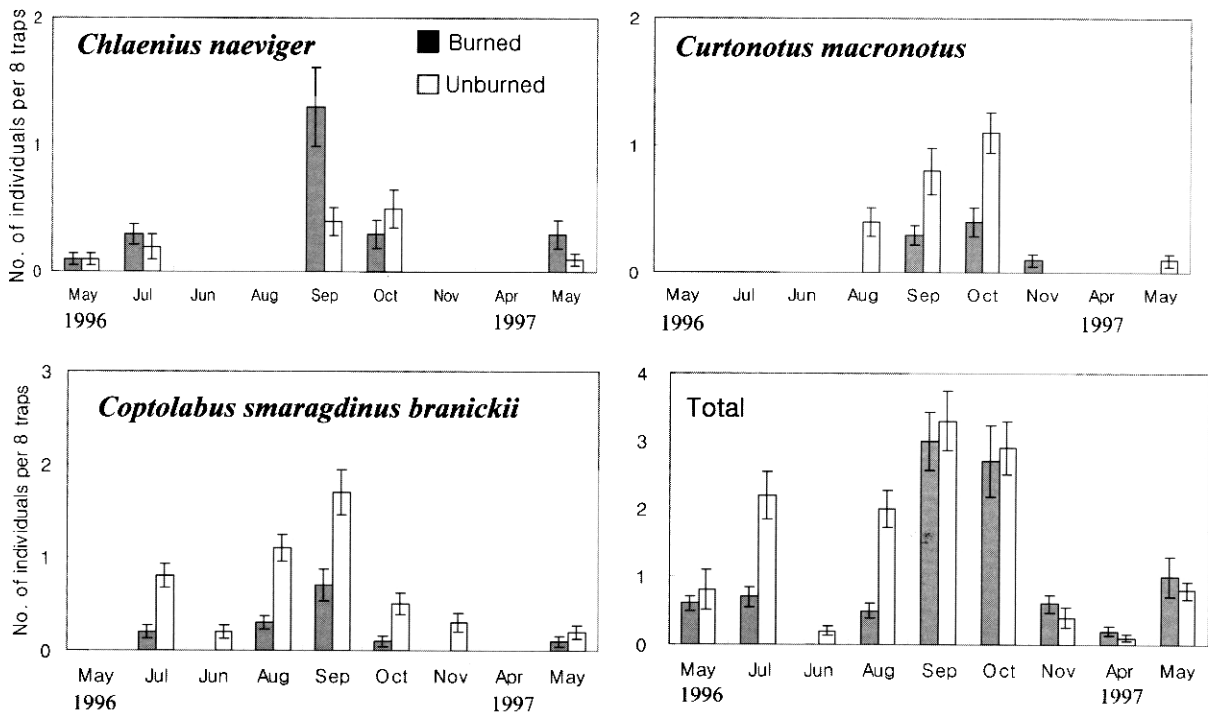 No. of individuals per 8 traps
2
1
0
Chlaenius naeviger
Burned
Unburned
May Jul Jun Aug Sep Oct Nov Apr May
1996 1997
2
1
0
Curtonotus macronotus
May Jul Jun Aug Sep Oct Nov Apr May
1996 1997
No. of individuals per 8 traps
3
2
1
0
Coptolabus smaragdinus branickii
May Jul Jun Aug Sep Oct Nov Apr May
1996 1997
4
3
2
1
0
Total
May Jul Jun Aug Sep Oct Nov Apr May
1996 1997